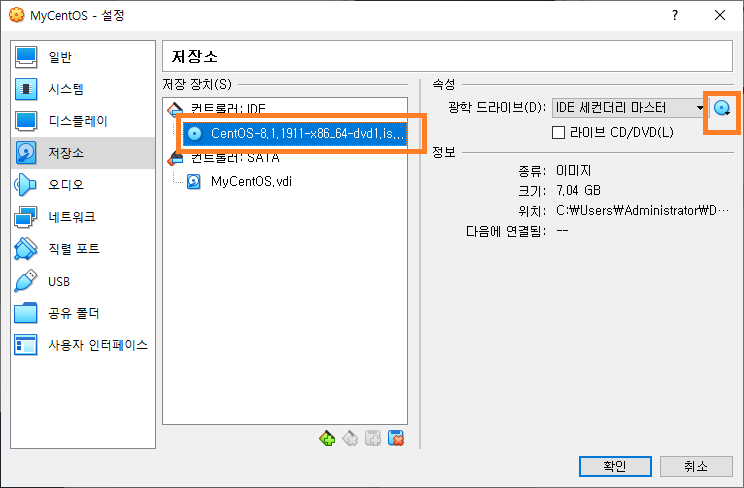 MyCentOS - 설정
일반
시스템
디스플레이
저장소
오디오
네트워크
직렬 포트
USB
공유 폴더
사용자 인터페이스
저장소
저장 장치(S)
컨트롤러: IDE
CentOS-8.1.1911-x86_64-dvd1.is...
컨트롤러: SATA
MyCentOS.vdi
속성
광학 드라이브(D): IDE 세컨더리 마스터
라이브 CD/DVD(L)
정보
종류: 이미지
크기: 7.04 GB
위치: C:\Users\Administrator\D...
다음에 연결됨: --
확인
취소